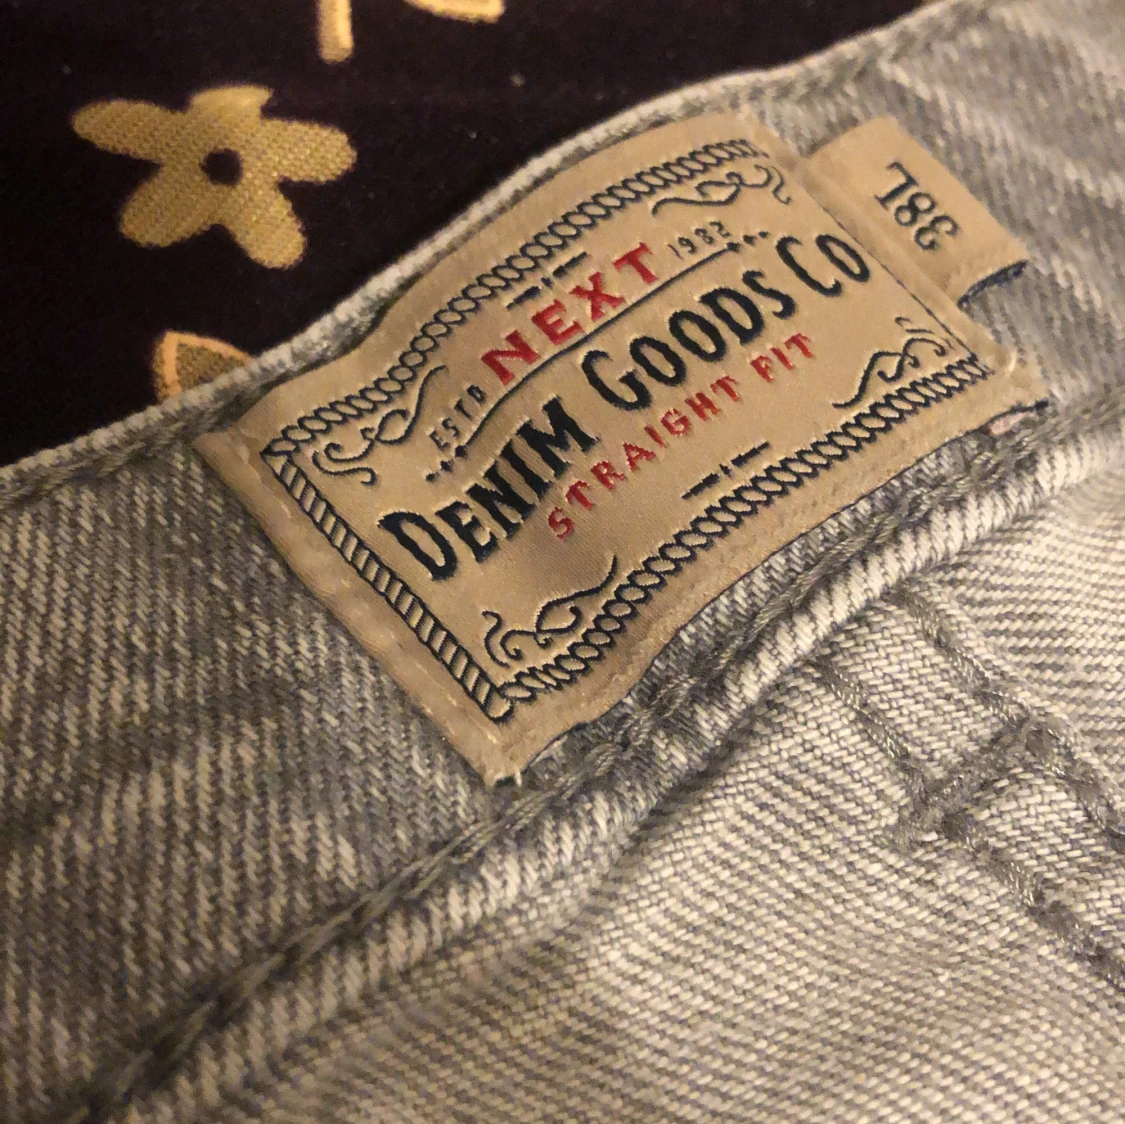 NEXT
ESTD 1982
DENIM GOODS CO
STRAIGHT FIT
38L